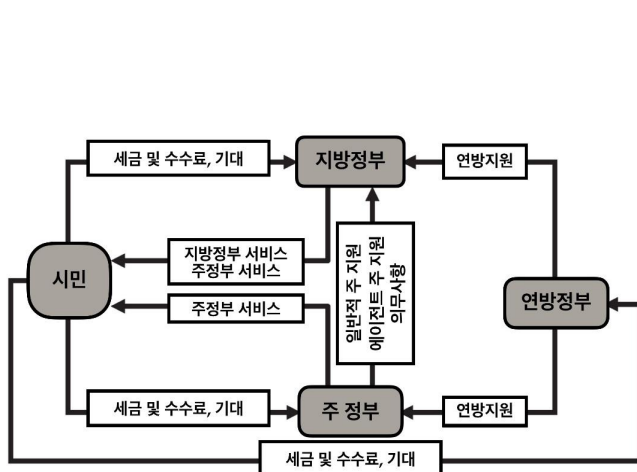 세금 및 수수료, 기대
지방정부
연방지원
지방정부 서비스
주정부 서비스
일반적 주 지원
에이전트 주 지원
의무사항
시민
연방정부
주정부 서비스
세금 및 수수료, 기대
주 정부
연방지원
세금 및 수수료, 기대